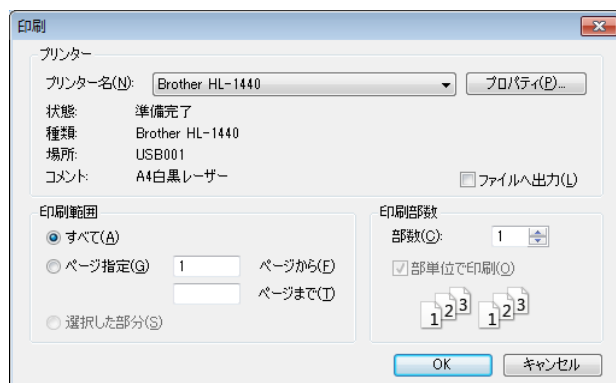 印刷
プリンター
プリンター名(N): Brother HL-1440 プロパティ(P)...
状態: 準備完了
種類: Brother HL-1440
場所: USB001
コメント: A4白黒レーザー
ファイルへ出力(L)
印刷範囲
すべて(A)
ページ指定(G) 1 ページから(F)
ページまで(T)
選択した部分(S)
印刷部数
部数(C): 1
部単位で印刷(O)
1 2 3 1 2 3
OK キャンセル